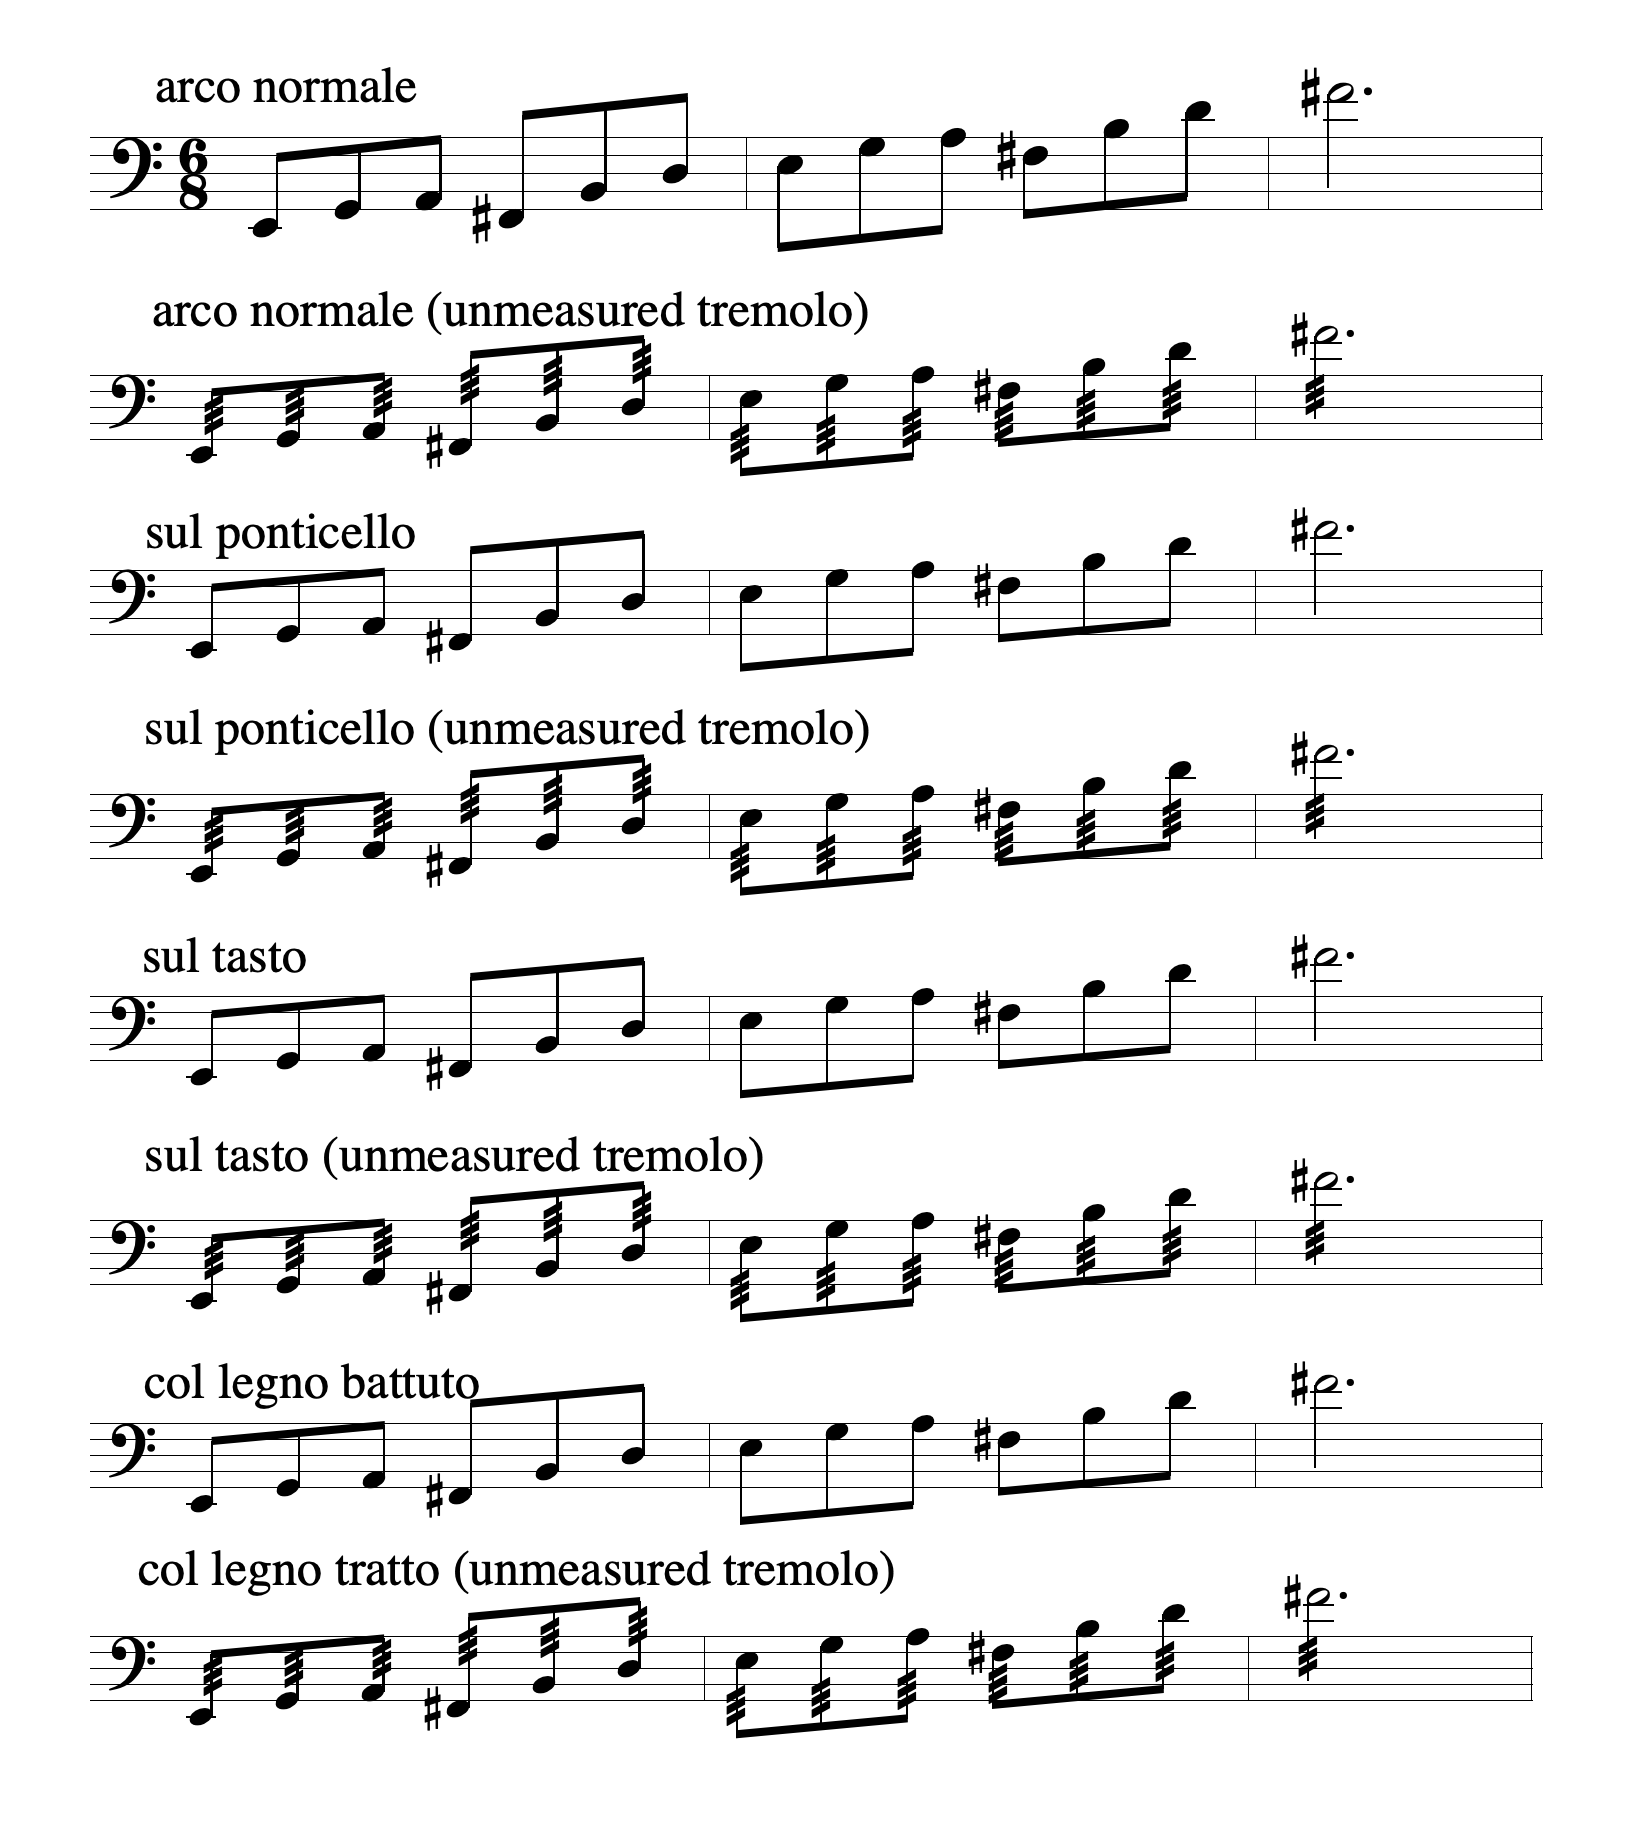 arco normale
6
8
arco normale (unmeasured tremolo)
sul ponticello
sul ponticello (unmeasured tremolo)
sul tasto
sul tasto (unmeasured tremolo)
col legno battuto
col legno tratto (unmeasured tremolo)